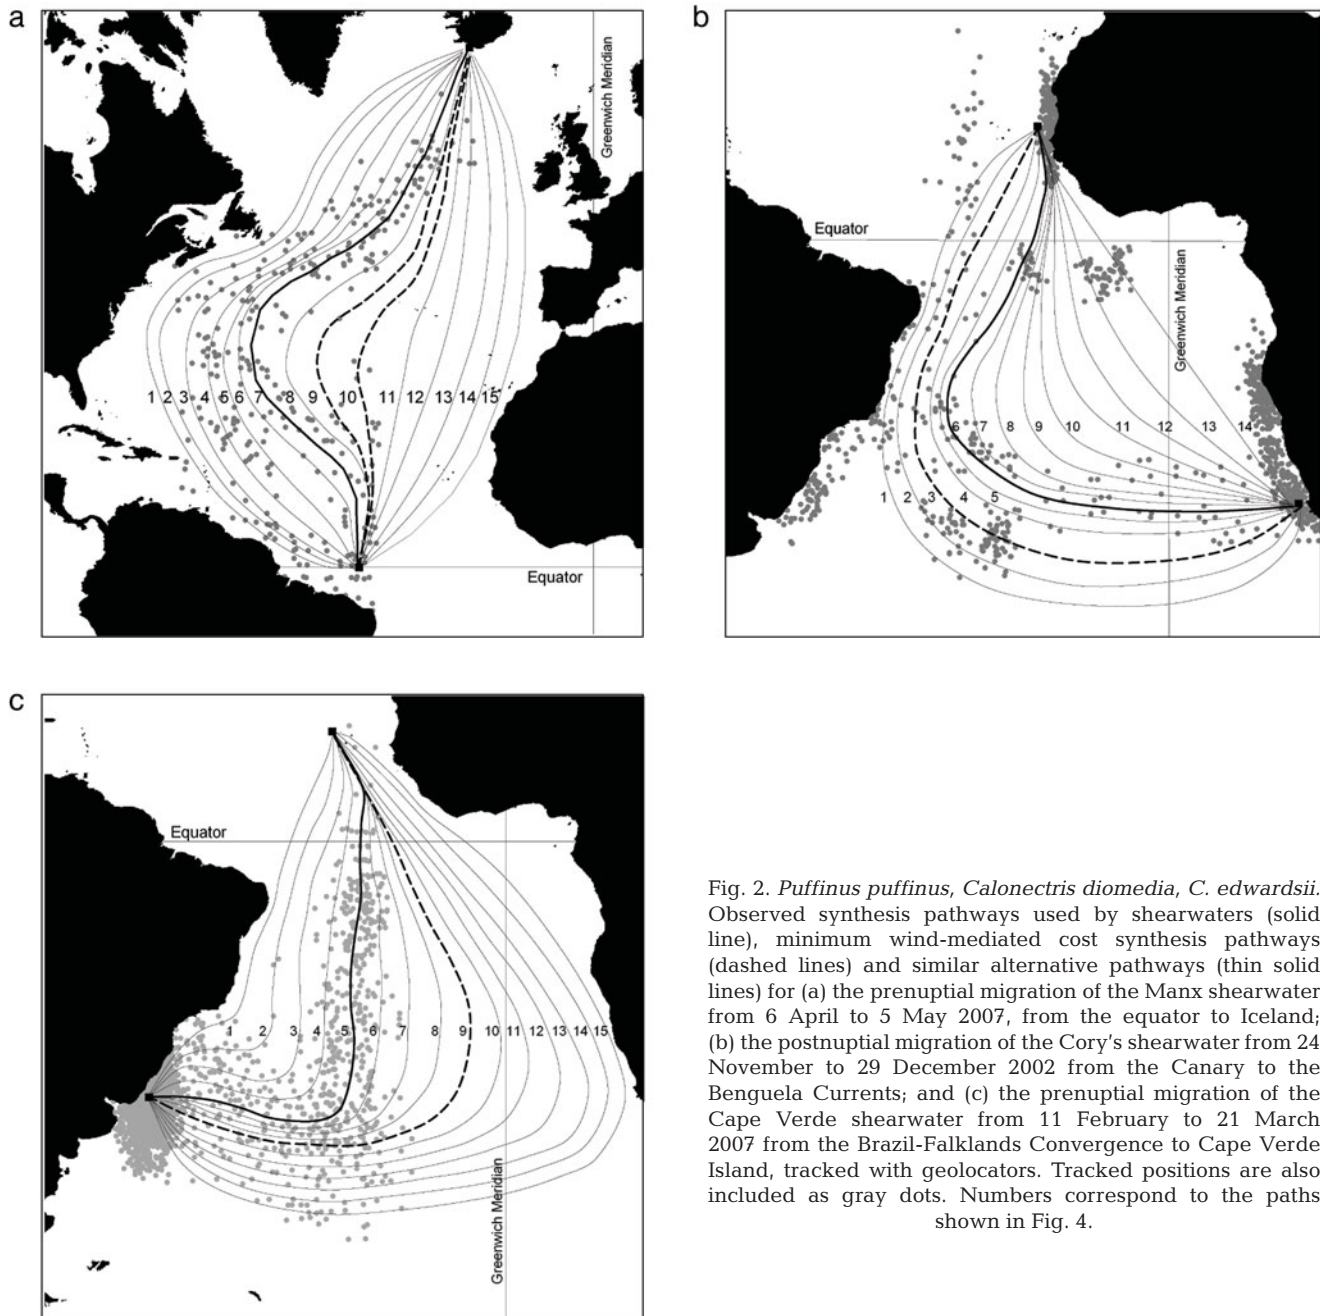 a
Greenwich Meridian
1 2 3 4 5 6 7 8 9 10 11 12 13 14 15
Equator
b
Equator
Greenwich Meridian
6 7 8 9 10 11 12 13 14
1 2 3 4 5
c
Equator
1 2 3 4 5 6 7 8 9 10 11 12 13 14 15
Greenwich Meridian
Fig. 2. Puffinus puffinus, Calonectris diomedia, C. edwardsii.
Observed synthesis pathways used by shearwaters (solid
line), minimum wind-mediated cost synthesis pathways
(dashed lines) and similar alternative pathways (thin solid
lines) for (a) the prenuptial migration of the Manx shearwater
from 6 April to 5 May 2007, from the equator to Iceland;
(b) the postnuptial migration of the Cory's shearwater from 24
November to 29 December 2002 from the Canary to the
Benguela Currents; and (c) the prenuptial migration of the
Cape Verde shearwater from 11 February to 21 March
2007 from the Brazil-Falklands Convergence to Cape Verde
Island, tracked with geolocators. Tracked positions are also
included as gray dots. Numbers correspond to the paths
shown in Fig. 4.